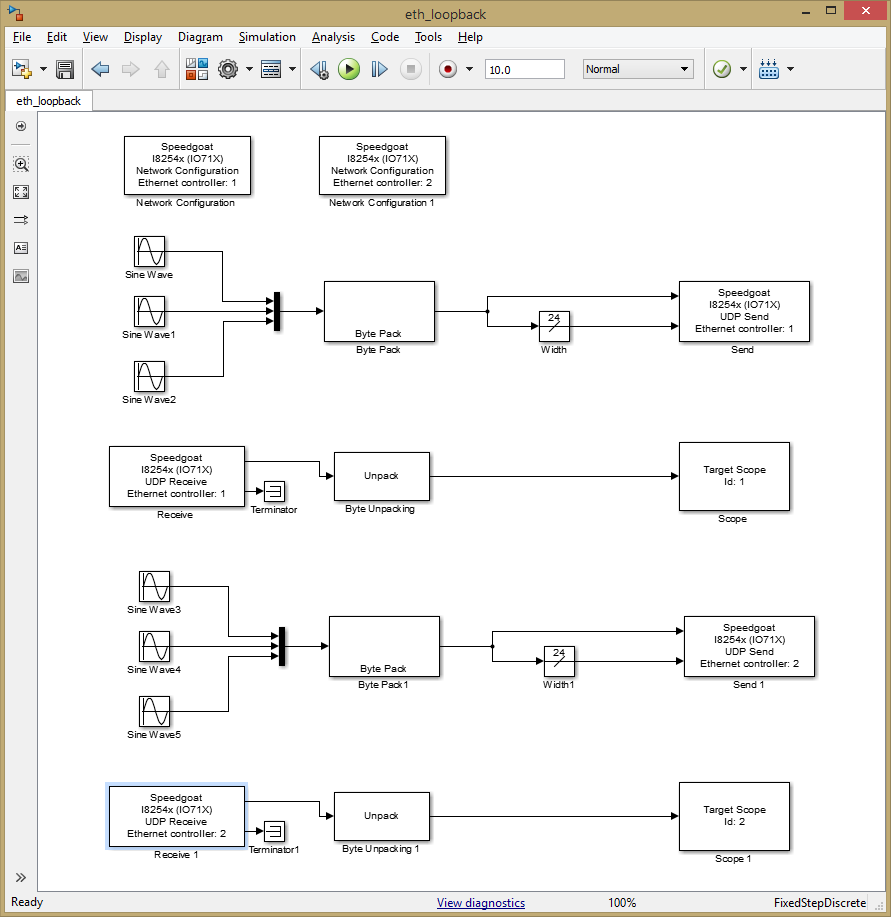 eth_loopback
File Edit View Display Diagram Simulation Analysis Code Tools Help
10.0 Normal
eth_loopback
Speedgoat
I8254x (IO71X)
Network Configuration
Ethernet controller: 1
Network Configuration
Speedgoat
I8254x (IO71X)
Network Configuration
Ethernet controller: 2
Network Configuration 1
Sine Wave
Sine Wave1
Sine Wave2
Byte Pack
Byte Pack
24
Width
Speedgoat
I8254x (IO71X)
UDP Send
Ethernet controller: 1
Send
Speedgoat
I8254x (IO71X)
UDP Receive
Ethernet controller: 1
Receive
Terminator
Unpack
Byte Unpacking
Target Scope
Id: 1
Scope
Sine Wave3
Sine Wave4
Sine Wave5
Byte Pack
Byte Pack1
24
Width1
Speedgoat
I8254x (IO71X)
UDP Send
Ethernet controller: 2
Send 1
Speedgoat
I8254x (IO71X)
UDP Receive
Ethernet controller: 2
Receive 1
Terminator1
Unpack
Byte Unpacking 1
Target Scope
Id: 2
Scope 1
Ready View diagnostics 100% FixedStepDiscrete